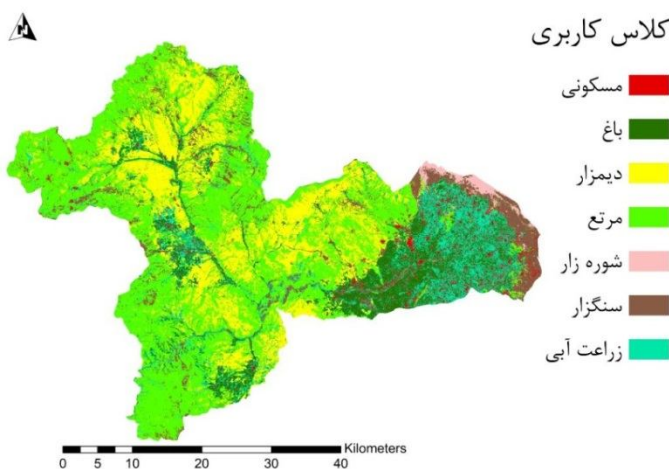 N
کلاس کاربری
مسکونی
باغ
دیمزار
مرتع
شوره زار
سنگزار
زراعت آبی
Kilometers
0 5 10 20 30 40